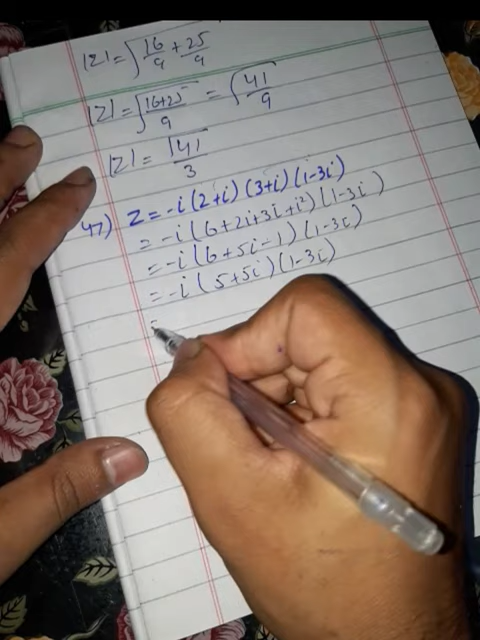 |Z| = √16/9 + 25/9
|Z| = √16+25/9 = √41/9
|Z| = √41/3
47) Z = -i (2+i) (3+i) (1-3i)
= -i (6+2i+3i+i²) (1-3i)
= -i (6+5i-1) (1-3i)
= -i (5+5i) (1-3i)
=